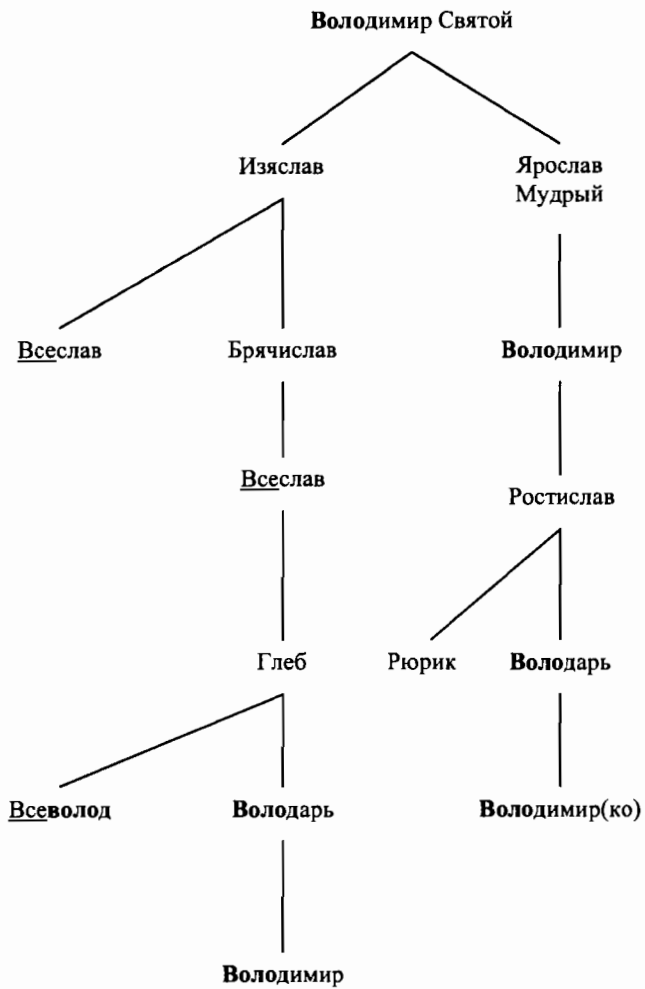 Володимир Святой
Изяслав
Ярослав
Мудрый
Всеслав
Брячислав
Володимир
Всеслав
Ростислав
Глеб
Рюрик
Володарь
Всеволод
Володарь
Володимир(ко)
Володимир